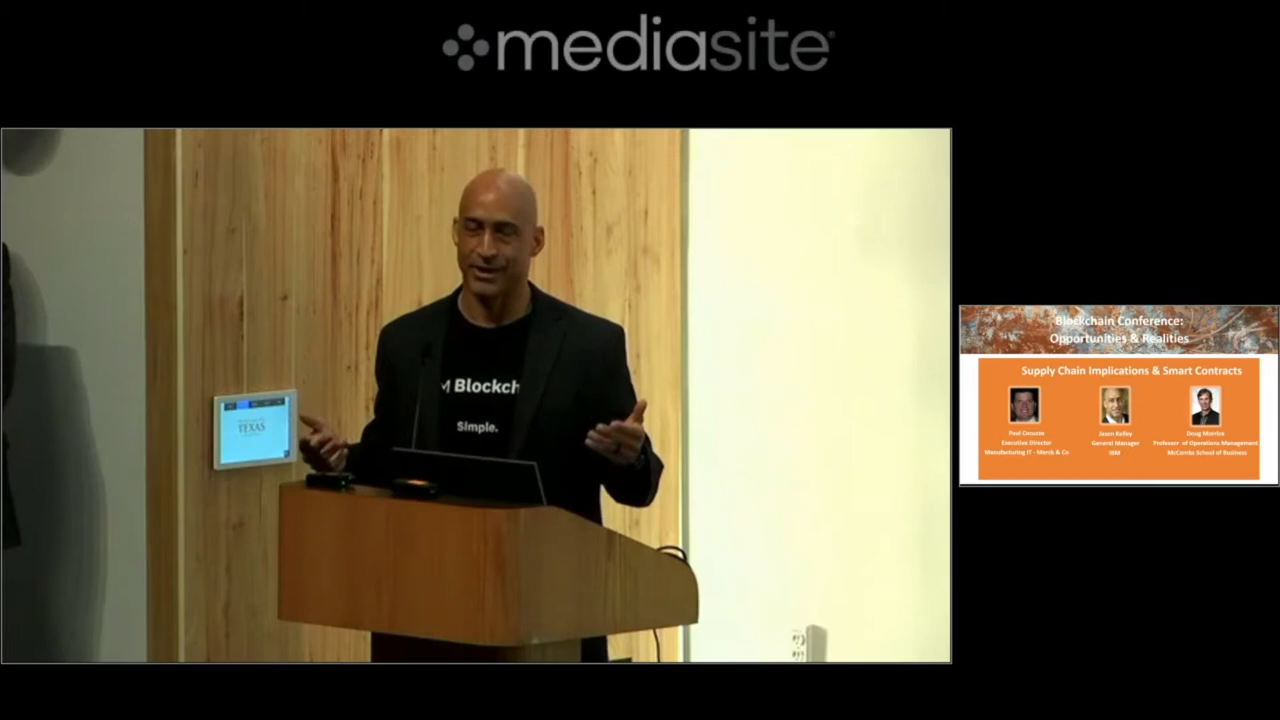 mediasite
M Blockch
Simple.
TEXAS
Blockchain Conference:
Opportunities & Realities
Supply Chain Implications & Smart Contracts
Paul
Jason Kelley
Doug Morrice
Executive Director
General Manager
Professor of Operations Management
Manufacturing IT - Merck & Co
IBM
McCombs School of Business